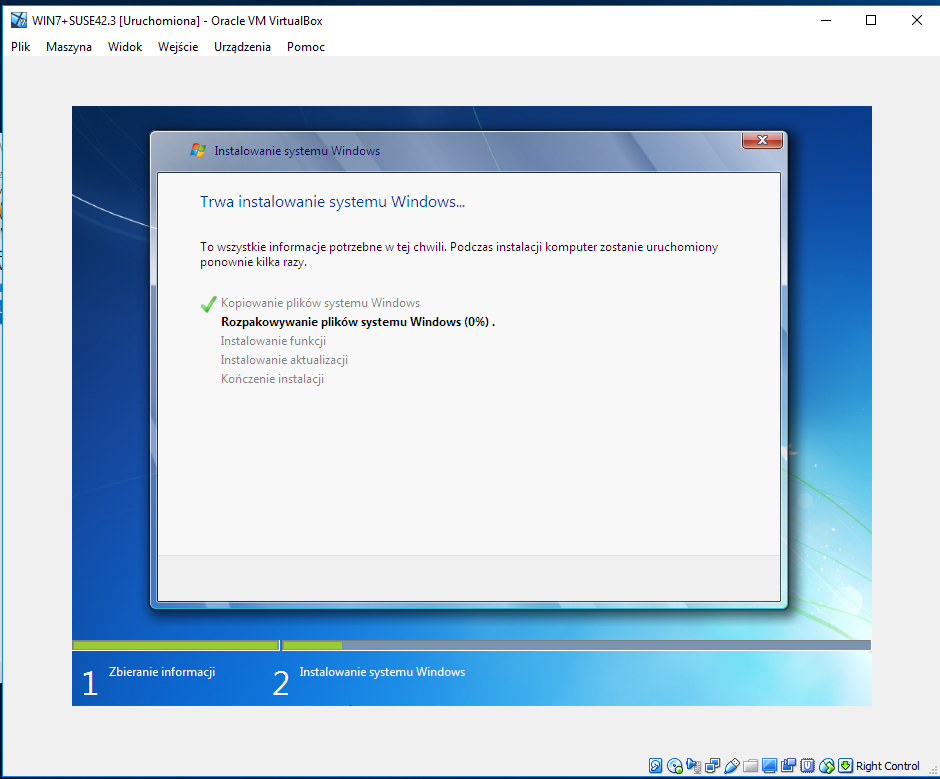 WIN7+SUSE42.3 [Uruchomiona] - Oracle VM VirtualBox
Plik Maszyna Widok Wejście Urządzenia Pomoc
Instalowanie systemu Windows
Trwa instalowanie systemu Windows...
To wszystkie informacje potrzebne w tej chwili. Podczas instalacji komputer zostanie uruchomiony
ponownie kilka razy.
Kopiowanie plików systemu Windows
Rozpakowywanie plików systemu Windows (0%) .
Instalowanie funkcji
Instalowanie aktualizacji
Kończenie instalacji
1 Zbieranie informacji
2 Instalowanie systemu Windows
Right Control